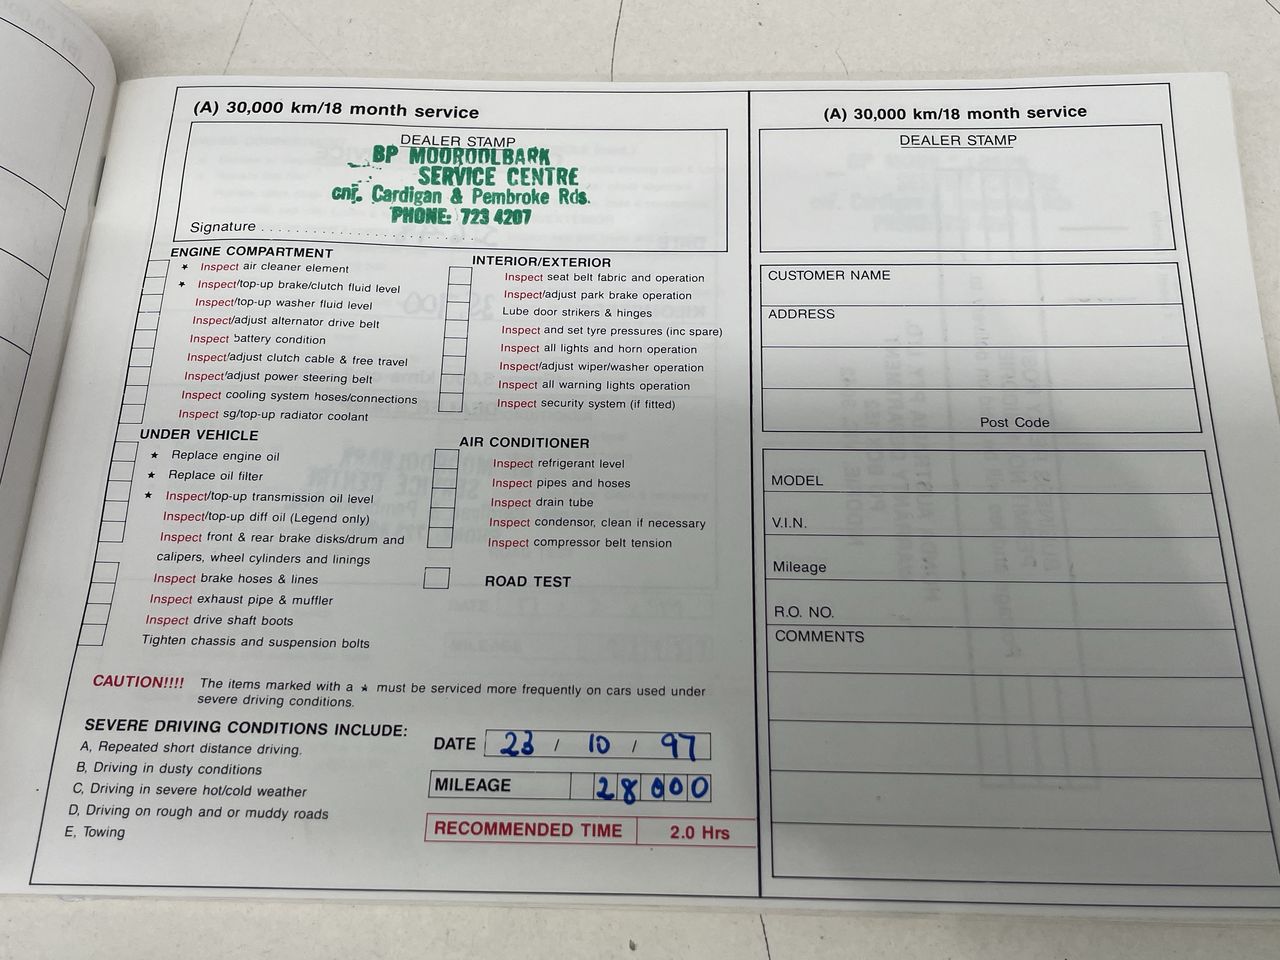 (A) 30,000 km/18 month service
DEALER STAMP
BP MOOROOLBARK
SERVICE CENTRE
cnr. Cardigan & Pembroke Rds.
PHONE: 723 4207
Signature
ENGINE COMPARTMENT
★ Inspect air cleaner element
★ Inspect/top-up brake/clutch fluid level
Inspect/top-up washer fluid level
Inspect/adjust alternator drive belt
Inspect battery condition
Inspect/adjust clutch cable & free travel
Inspect/adjust power steering belt
Inspect cooling system hoses/connections
Inspect sg/top-up radiator coolant
UNDER VEHICLE
★ Replace engine oil
★ Replace oil filter
★ Inspect/top-up transmission oil level
Inspect/top-up diff oil (Legend only)
Inspect front & rear brake disks/drum and
calipers, wheel cylinders and linings
Inspect brake hoses & lines
Inspect exhaust pipe & muffler
Inspect drive shaft boots
Tighten chassis and suspension bolts
INTERIOR/EXTERIOR
Inspect seat belt fabric and operation
Inspect/adjust park brake operation
Lube door strikers & hinges
Inspect and set tyre pressures (inc spare)
Inspect all lights and horn operation
Inspect/adjust wiper/washer operation
Inspect all warning lights operation
Inspect security system (if fitted)
AIR CONDITIONER
Inspect refrigerant level
Inspect pipes and hoses
Inspect drain tube
Inspect condensor, clean if necessary
Inspect compressor belt tension
ROAD TEST
CAUTION!!!! The items marked with a ★ must be serviced more frequently on cars used under
severe driving conditions.
SEVERE DRIVING CONDITIONS INCLUDE:
A, Repeated short distance driving.
B, Driving in dusty conditions
C, Driving in severe hot/cold weather
D, Driving on rough and or muddy roads
E, Towing
DATE 23 / 10 / 97
MILEAGE 28000
RECOMMENDED TIME 2.0 Hrs
(A) 30,000 km/18 month service
DEALER STAMP
CUSTOMER NAME
ADDRESS
Post Code
MODEL
V.I.N.
Mileage
R.O. NO.
COMMENTS